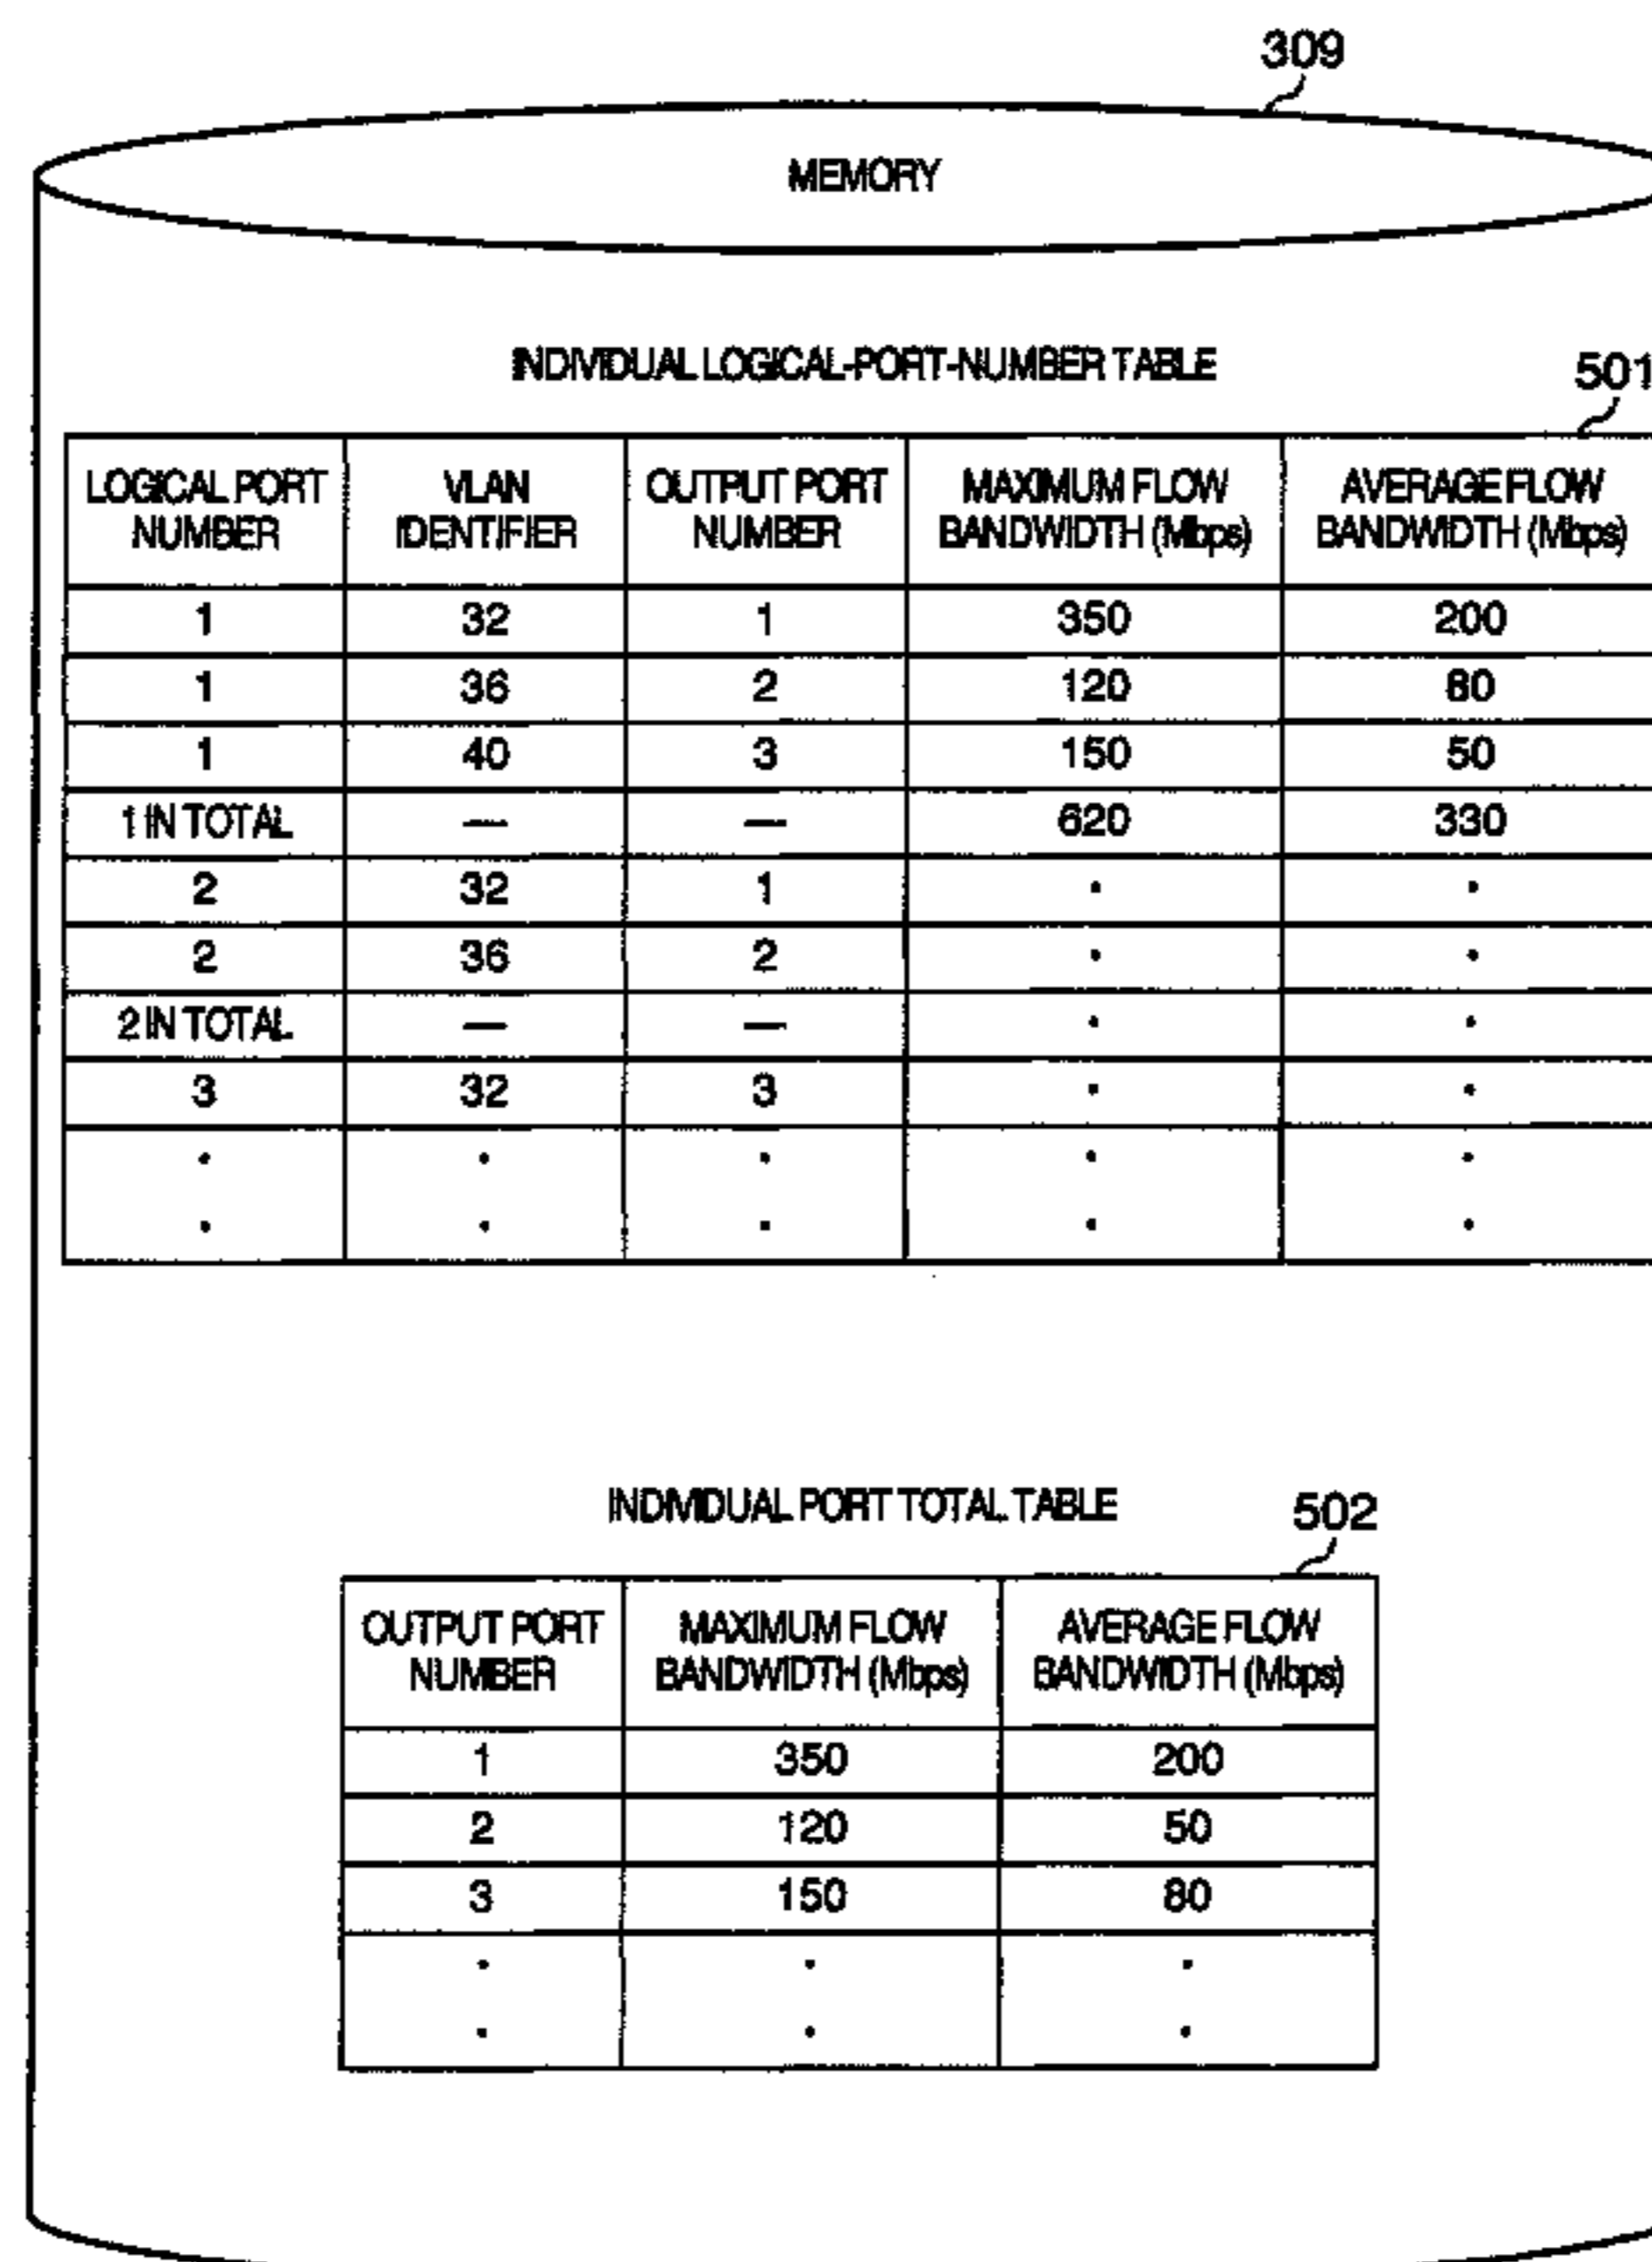 309
MEMORY
INDIVIDUAL LOGICAL-PORT-NUMBER TABLE
501
LOGICAL PORT NUMBER VLAN IDENTIFIER OUTPUT PORT NUMBER MAXIMUM FLOW BANDWIDTH (Mbps) AVERAGE FLOW BANDWIDTH (Mbps)
1 32 1 350 200
1 36 2 120 80
1 40 3 150 50
1 IN TOTAL — — 620 330
2 32 1 · ·
2 36 2 · ·
2 IN TOTAL — — · ·
3 32 3 · ·
· · · · ·
· · · · ·
INDIVIDUAL PORT TOTAL TABLE
502
OUTPUT PORT NUMBER MAXIMUM FLOW BANDWIDTH (Mbps) AVERAGE FLOW BANDWIDTH (Mbps)
1 350 200
2 120 50
3 150 80
· · ·
· · ·